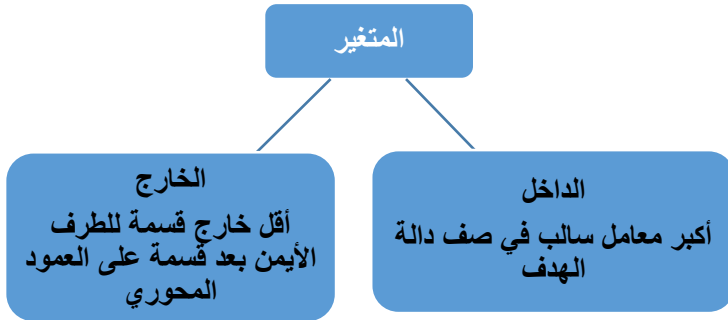 المتغير
الداخل
أكبر معامل سالب في صف دالة
الهدف
الخارج
أقل خارج قسمة للطرف
الأيمن بعد قسمة على العمود
المحوري